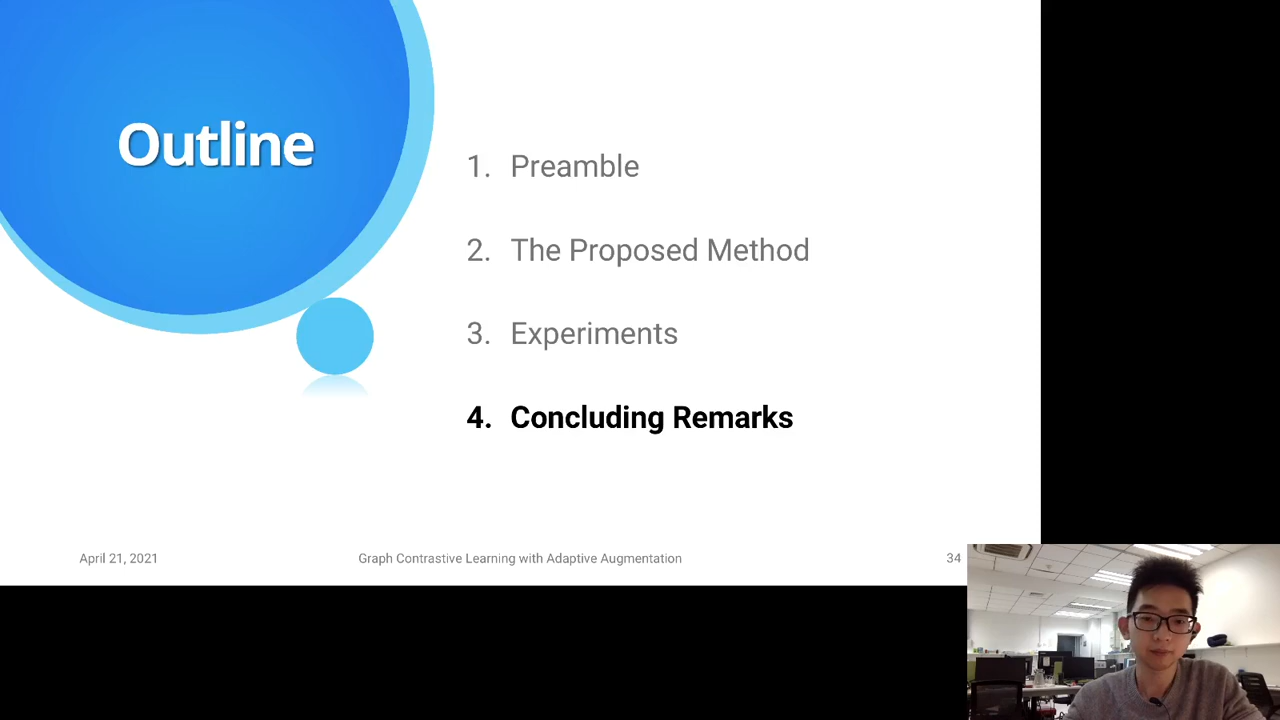 Outline
1. Preamble
2. The Proposed Method
3. Experiments
4. Concluding Remarks
April 21, 2021
Graph Contrastive Learning with Adaptive Augmentation
34